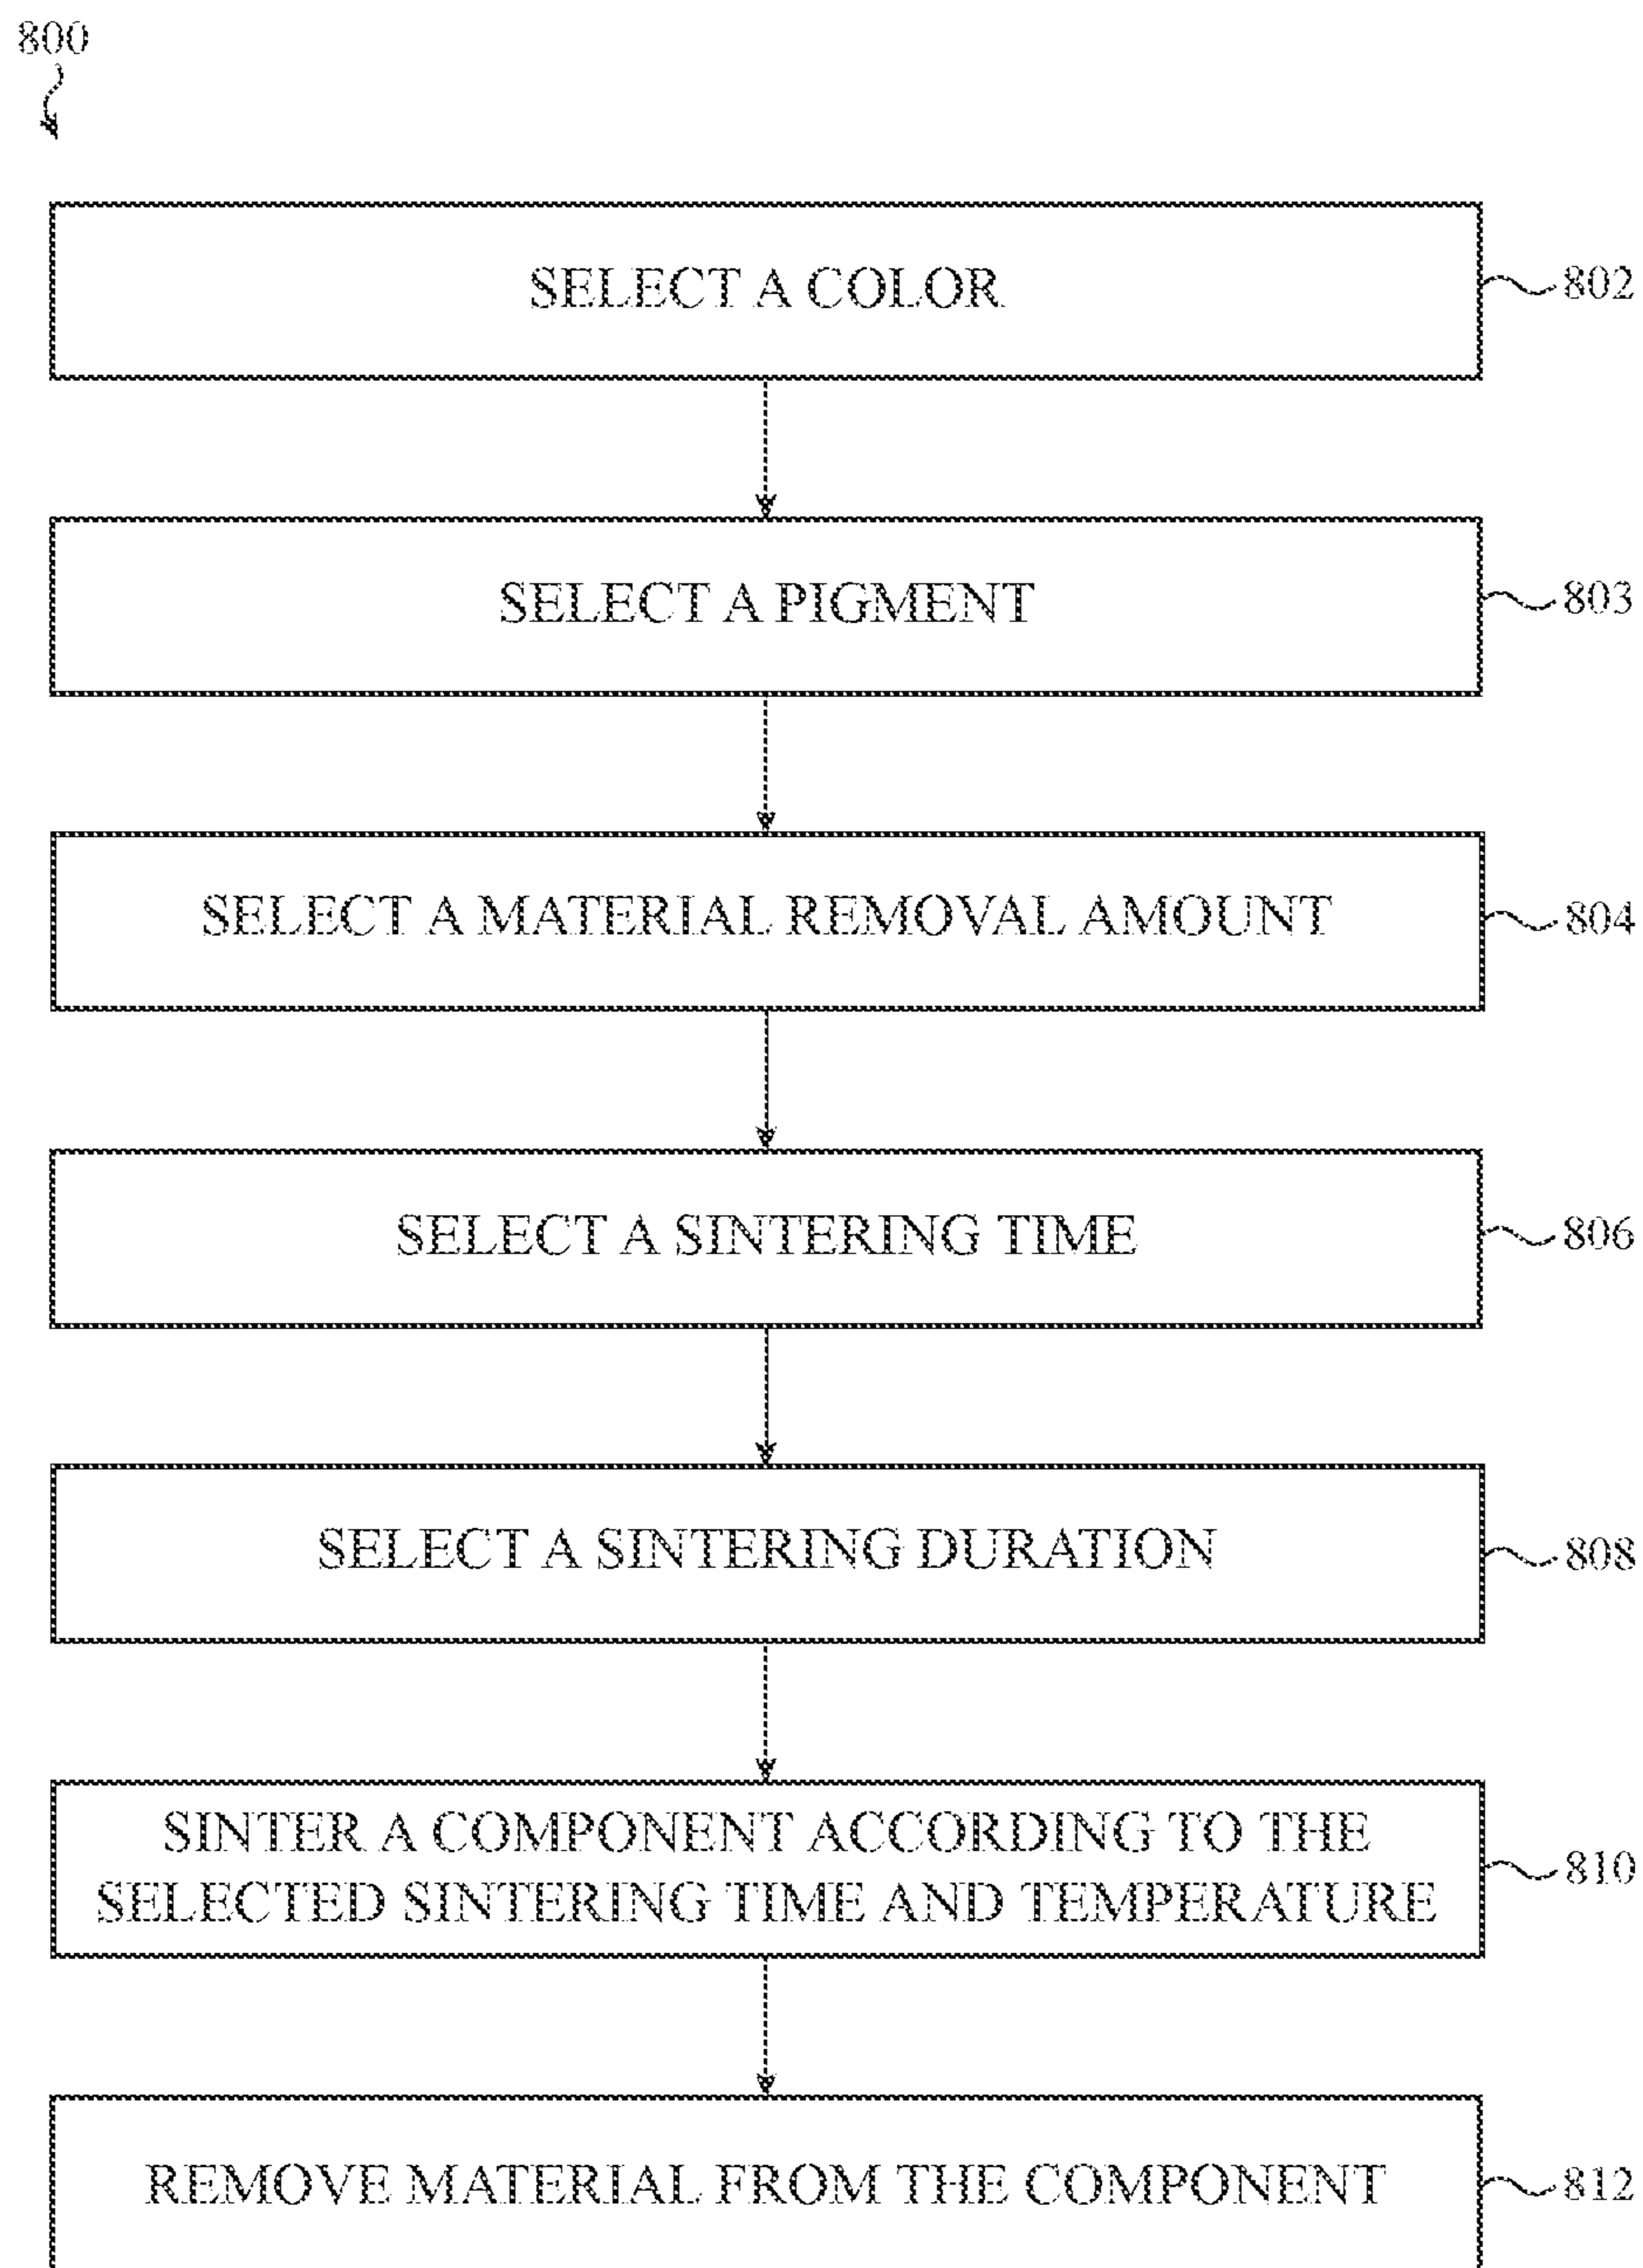 800
SELECT A COLOR
802
SELECT A PIGMENT
803
SELECT A MATERIAL REMOVAL AMOUNT
804
SELECT A SINTERING TIME
806
SELECT A SINTERING DURATION
808
SINTER A COMPONENT ACCORDING TO THE
SELECTED SINTERING TIME AND TEMPERATURE
810
REMOVE MATERIAL FROM THE COMPONENT
812